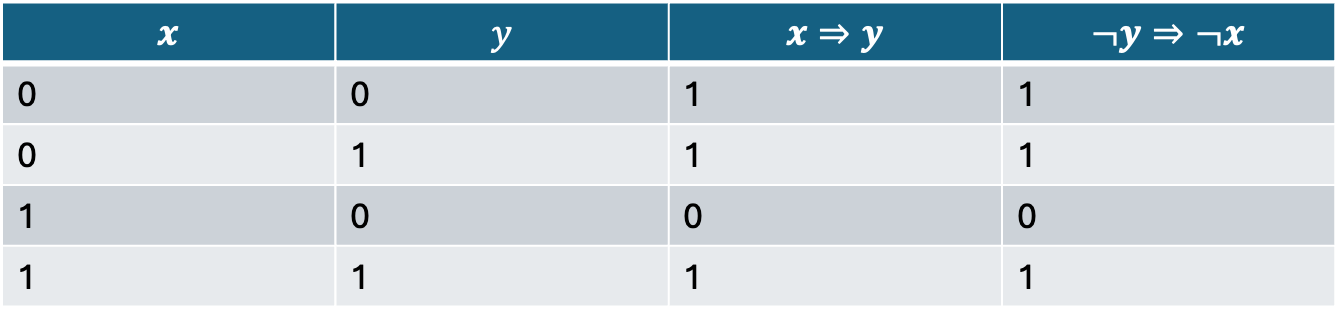 x y x ⇒ y ¬y ⇒ ¬x
0 0 1 1
0 1 1 1
1 0 0 0
1 1 1 1